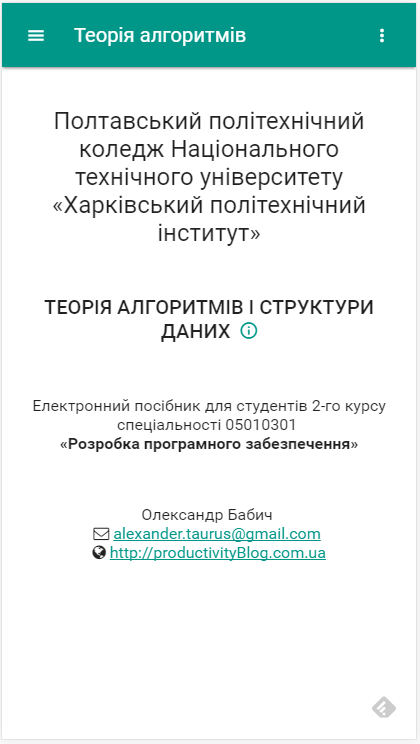 Теорія алгоритмів
Полтавський політехнічний
коледж Національного
технічного університету
«Харківський політехнічний
інститут»
ТЕОРІЯ АЛГОРИТМІВ І СТРУКТУРИ
ДАНИХ
Електронний посібник для студентів 2-го курсу
спеціальності 05010301
«Розробка програмного забезпечення»
Олександр Бабич
alexander.taurus@gmail.com
http://productivityBlog.com.ua